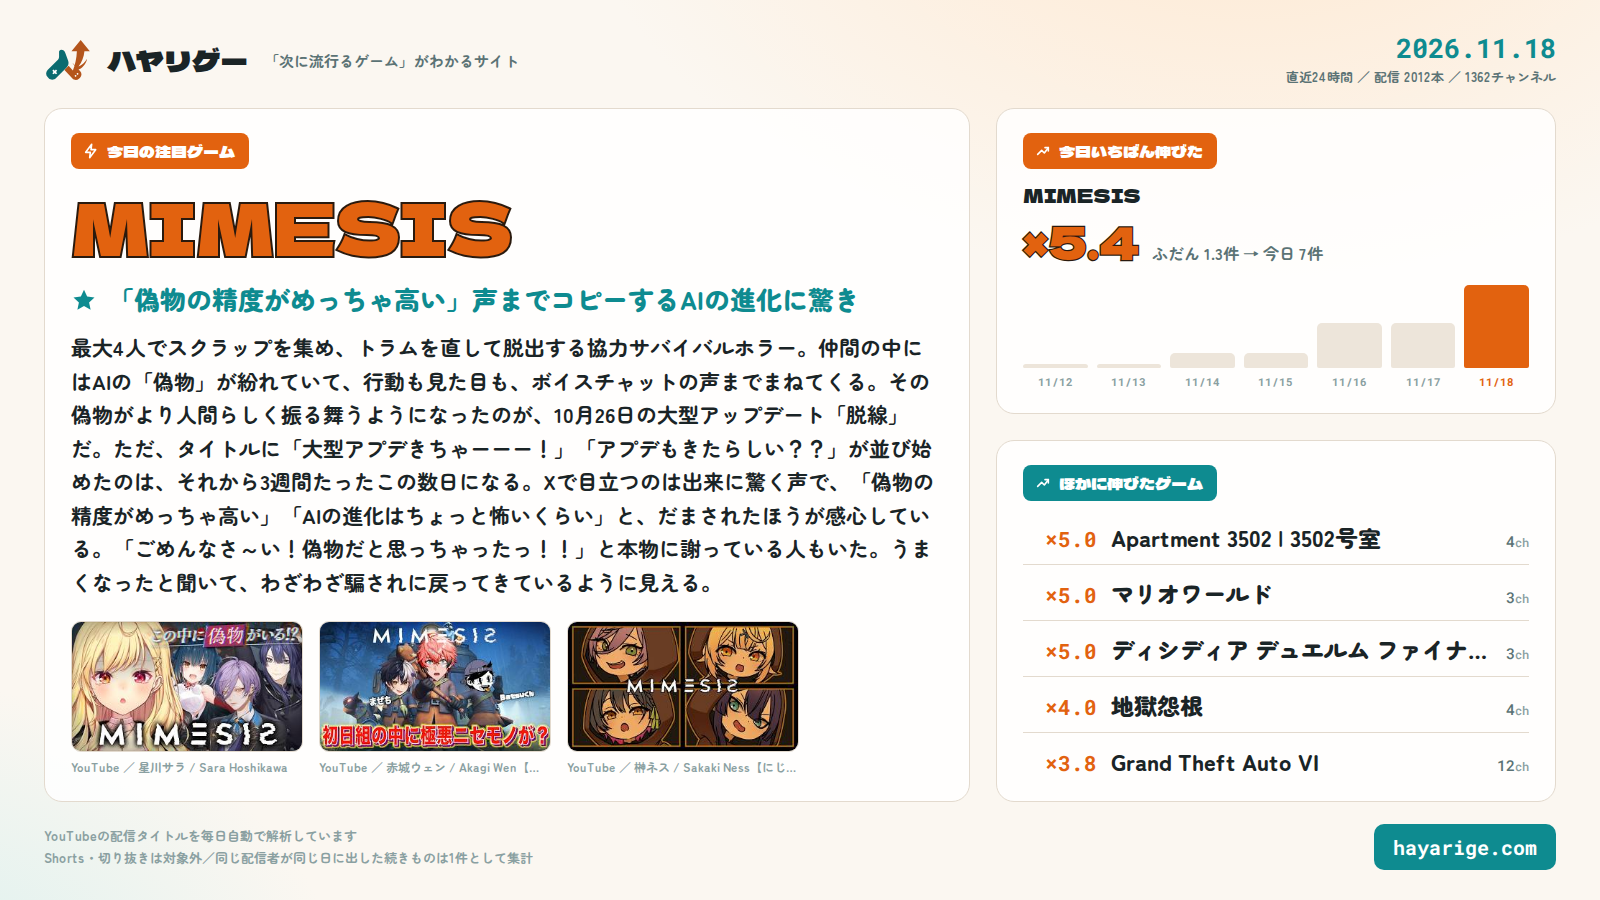 ハヤリゲー
「次に流行るゲーム」がわかるサイト
2026.11.18
直近24時間 ／ 配信 2012本 ／ 1362チャンネル
今日の注目ゲーム
MIMESIS
★ 「偽物の精度がめっちゃ高い」声までコピーするAIの進化に驚き
最大4人でスクラップを集め、トラムを直して脱出する協力サバイバルホラー。仲間の中に
はAIの「偽物」が紛れていて、行動も見た目も、ボイスチャットの声までまねてくる。その
偽物がより人間らしく振る舞うようになったのが、10月26日の大型アップデート「脱線」
だ。ただ、タイトルに「大型アプデきちゃーーー！」「アプデもきたらしい？？」が並び始
めたのは、それから3週間たったこの数日になる。Xで目立つのは出来に驚く声で、「偽物の
精度がめっちゃ高い」「AIの進化はちょっと怖いくらい」と、だまされたほうが感心してい
る。「ごめんなさ～い！偽物だと思っちゃったっ！！」と本物に謝っている人もいた。うま
くなったと聞いて、わざわざ騙されに戻ってきているように見える。
この中に偽物がいる!?
MIMESIS
YouTube ／ 星川サラ / Sara Hoshikawa
MIMESIS
まぜち
初日組の中に極悪ニセモノが？
YouTube ／ 赤城ウェン / Akagi Wen【...
MIMESIS
YouTube ／ 榊ネス / Sakaki Ness【にじ...
今日いちばん伸びた
MIMESIS
×5.4 ふだん 1.3件 → 今日 7件
11/12 11/13 11/14 11/15 11/16 11/17 11/18
ほかに伸びたゲーム
×5.0 Apartment 3502 | 3502号室 4ch
×5.0 マリオワールド 3ch
×5.0 ディシディア デュエルム ファイナ... 3ch
×4.0 地獄怨根 4ch
×3.8 Grand Theft Auto VI 12ch
YouTubeの配信タイトルを毎日自動で解析しています
Shorts・切り抜きは対象外／同じ配信者が同じ日に出した続きものは1件として集計
hayarige.com